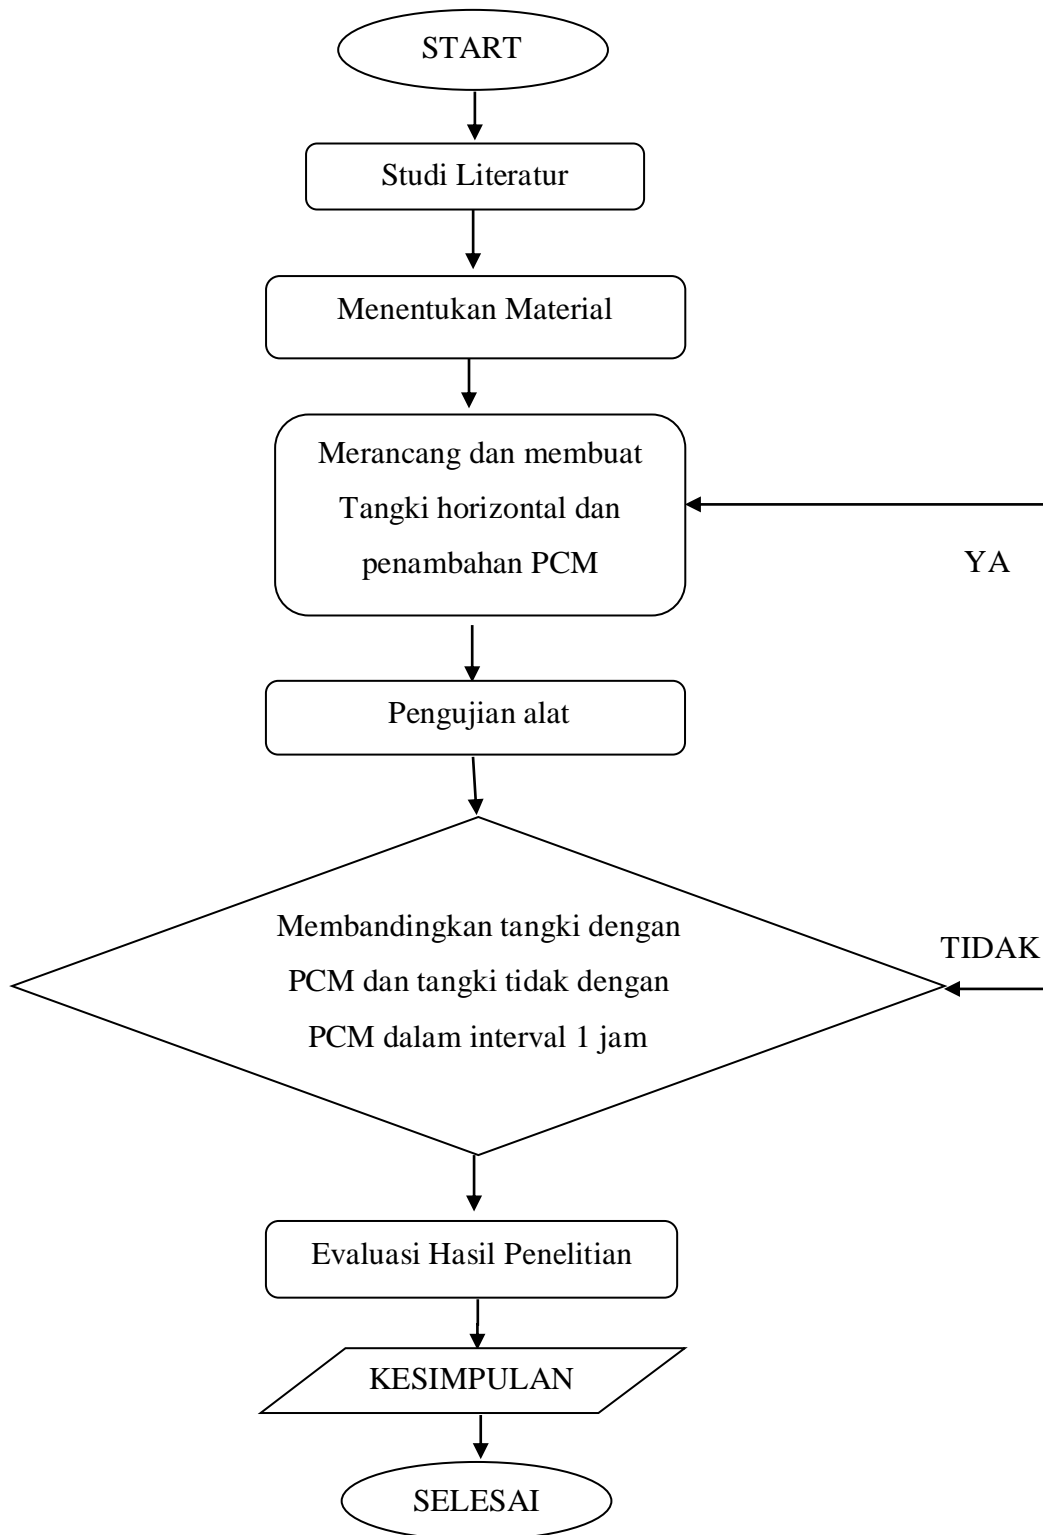 START
Studi Literatur
Menentukan Material
Merancang dan membuat
Tangki horizontal dan
penambahan PCM
YA
Pengujian alat
Membandingkan tangki dengan
PCM dan tangki tidak dengan
PCM dalam interval 1 jam
TIDAK
Evaluasi Hasil Penelitian
KESIMPULAN
SELESAI